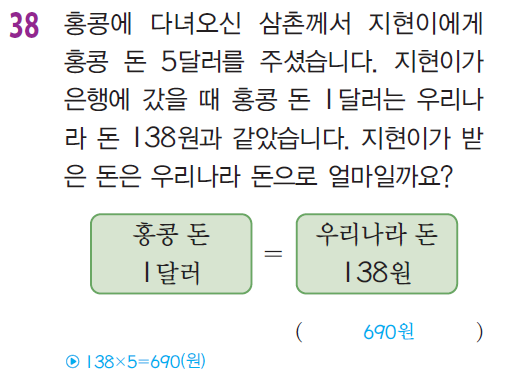 38 홍콩에 다녀오신 삼촌께서 지현이에게
홍콩 돈 5달러를 주셨습니다. 지현이가
은행에 갔을 때 홍콩 돈 1달러는 우리나
라 돈 138원과 같았습니다. 지현이가 받
은 돈은 우리나라 돈으로 얼마일까요?
홍콩 돈
1달러
=
우리나라 돈
138원
( 690원 )
▶ 138×5=690(원)